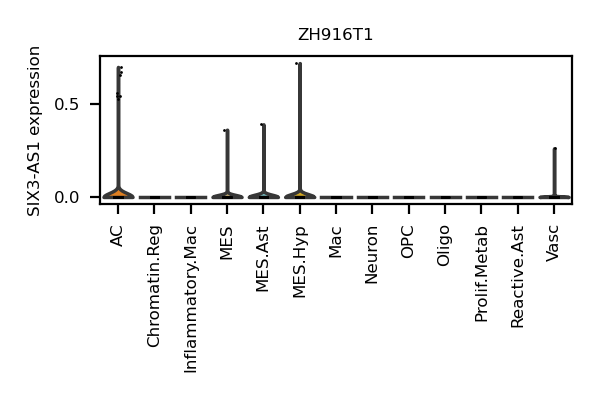 ZH916T1
SIX3-AS1 expression
0.5
0.0
AC
Chromatin.Reg
Inflammatory.Mac
MES
MES.Ast
MES.Hyp
Mac
Neuron
OPC
Oligo
Prolif.Metab
Reactive.Ast
Vasc